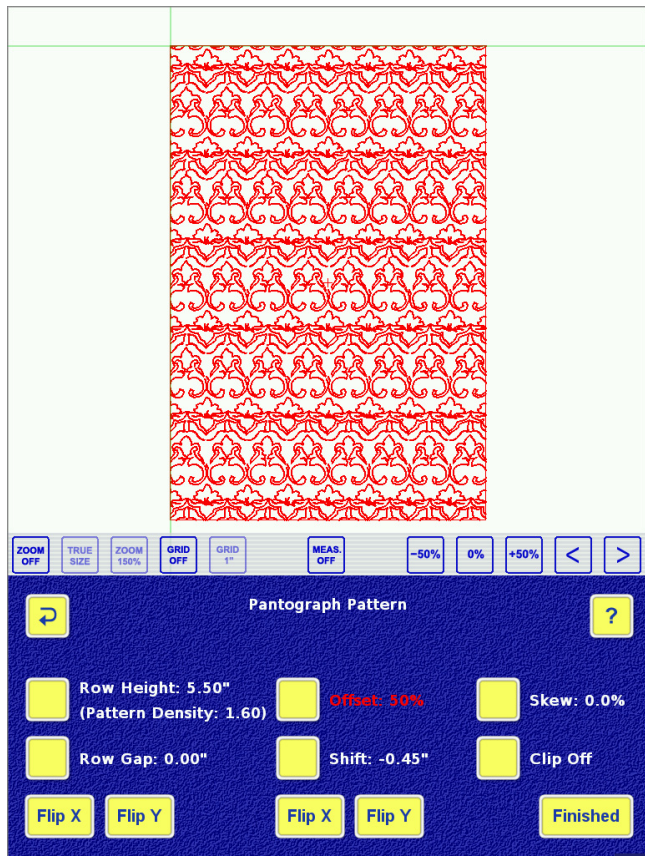 ZOOM
OFF
TRUE
SIZE
ZOOM
150%
GRID
OFF
GRID
1"
MEAS.
OFF
−50%
0%
+50%
<
>
Pantograph Pattern
?
Row Height: 5.50"
(Pattern Density: 1.60)
Offset: 50%
Skew: 0.0%
Row Gap: 0.00"
Shift: -0.45"
Clip Off
Flip X
Flip Y
Flip X
Flip Y
Finished